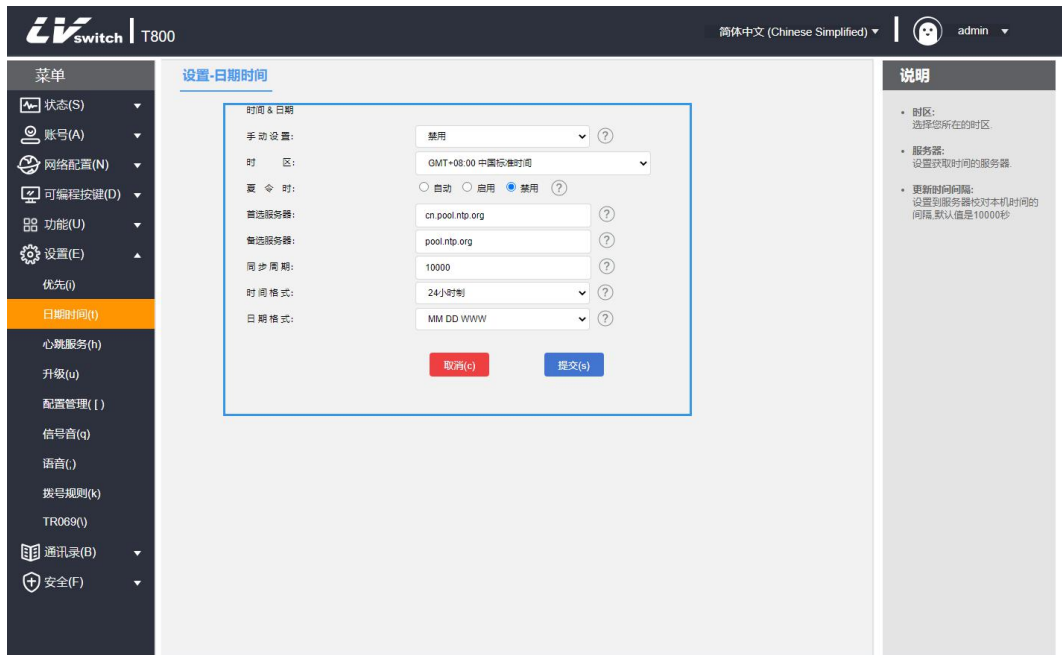 LVswitch | T800
简体中文 (Chinese Simplified)
admin
菜单
状态(S)
账号(A)
网络配置(N)
可编程按键(D)
功能(U)
设置(E)
优先(i)
日期时间(t)
心跳服务(h)
升级(u)
配置管理( [ )
信号音(q)
语音(;)
拨号规则(k)
TR069(\)
通讯录(B)
安全(F)
设置-日期时间
时间 & 日期
手动设置: 禁用
时 区: GMT+08:00 中国标准时间
夏 令 时: 自动 启用 禁用
首选服务器: cn.pool.ntp.org
备选服务器: pool.ntp.org
同步周期: 10000
时间格式: 24小时制
日期格式: MM DD WWW
取消(c) 提交(s)
说明
• 时区:
选择您所在的时区.
• 服务器:
设置获取时间的服务器.
• 更新时间间隔:
设置到服务器校对本机时间的
间隔,默认值是10000秒